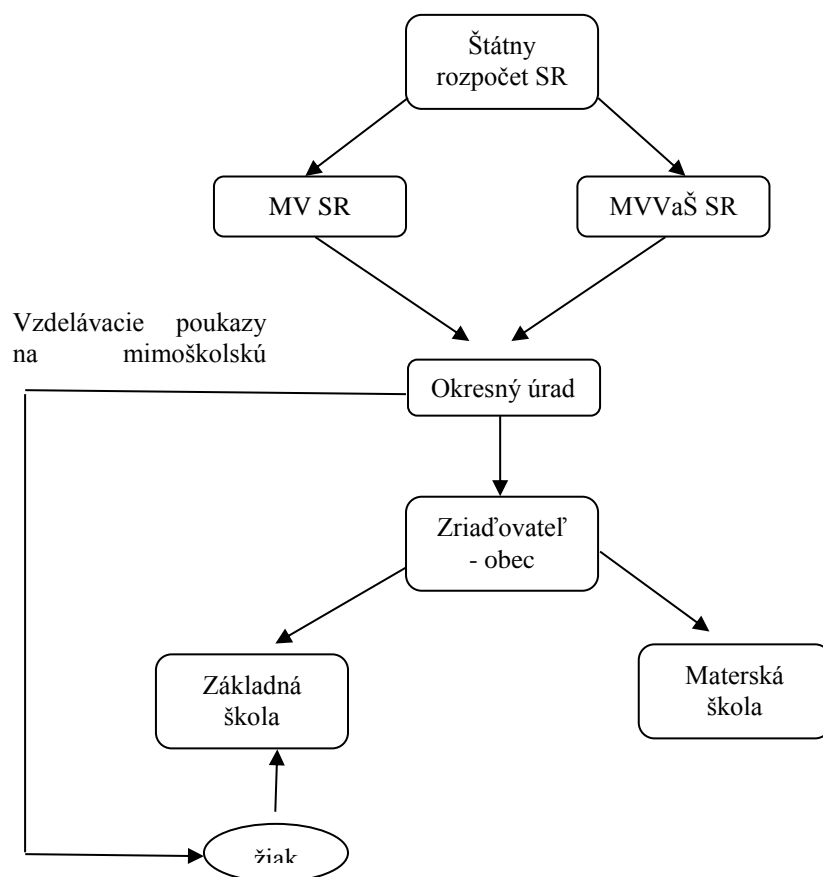 Štátny
rozpočet SR
MV SR
MVVaŠ SR
Vzdelávacie poukazy
na mimoškolskú
Okresný úrad
Zriaďovateľ
- obec
Základná
škola
Materská
škola
žiak